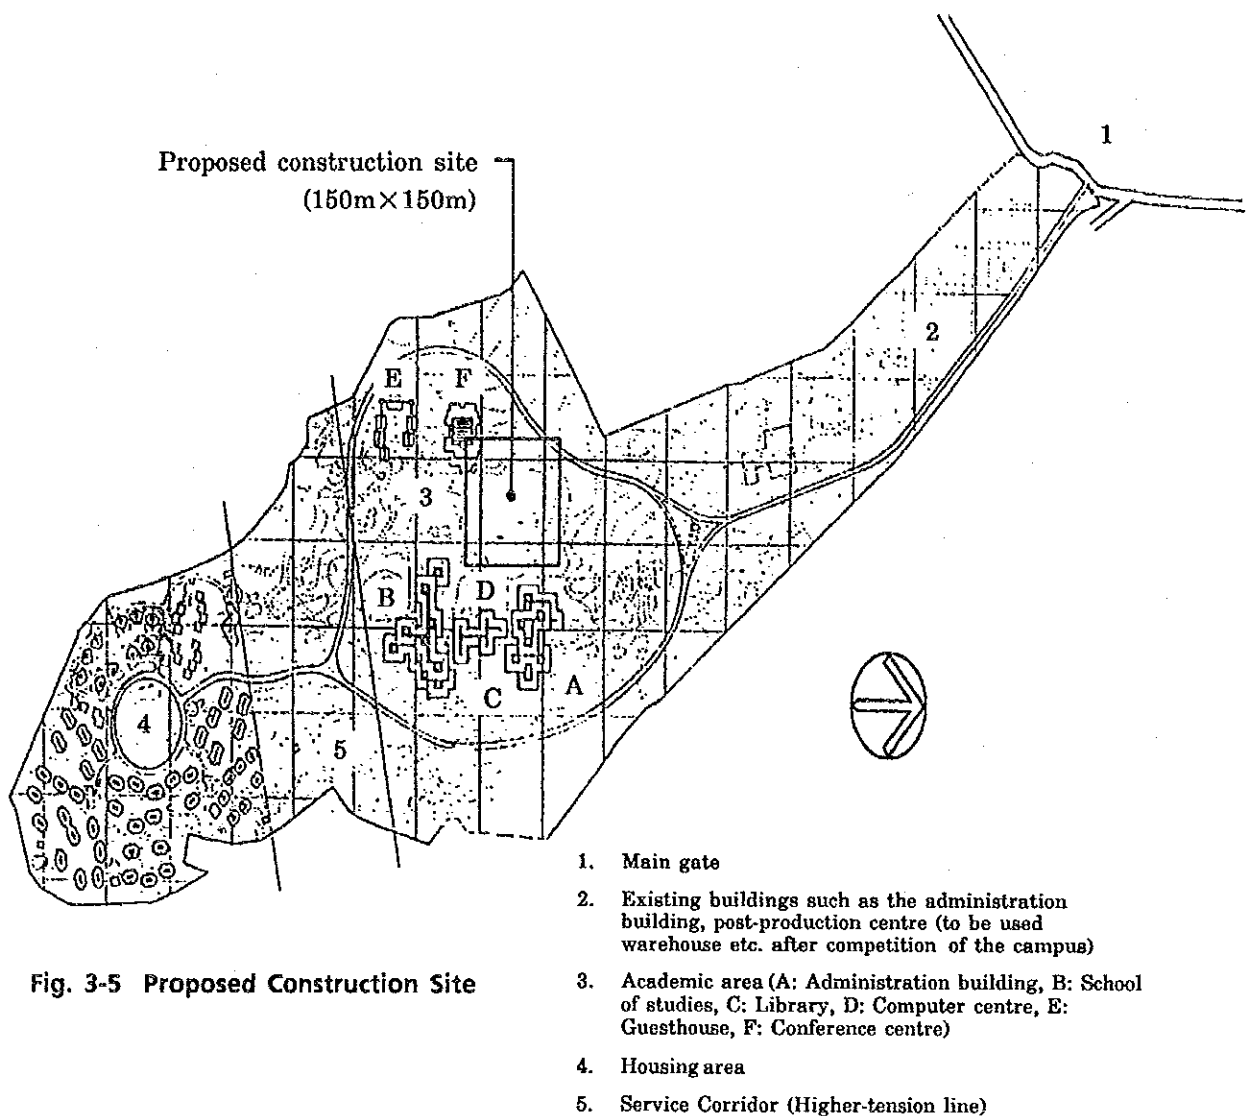 1
Proposed construction site
(150m×150m)
2
E
F
3
B
D
A
C
4
5
1. Main gate
2. Existing buildings such as the administration
building, post-production centre (to be used
warehouse etc. after competition of the campus)
3. Academic area (A: Administration building, B: School
of studies, C: Library, D: Computer centre, E:
Guesthouse, F: Conference centre)
4. Housing area
5. Service Corridor (Higher-tension line)
Fig. 3-5 Proposed Construction Site